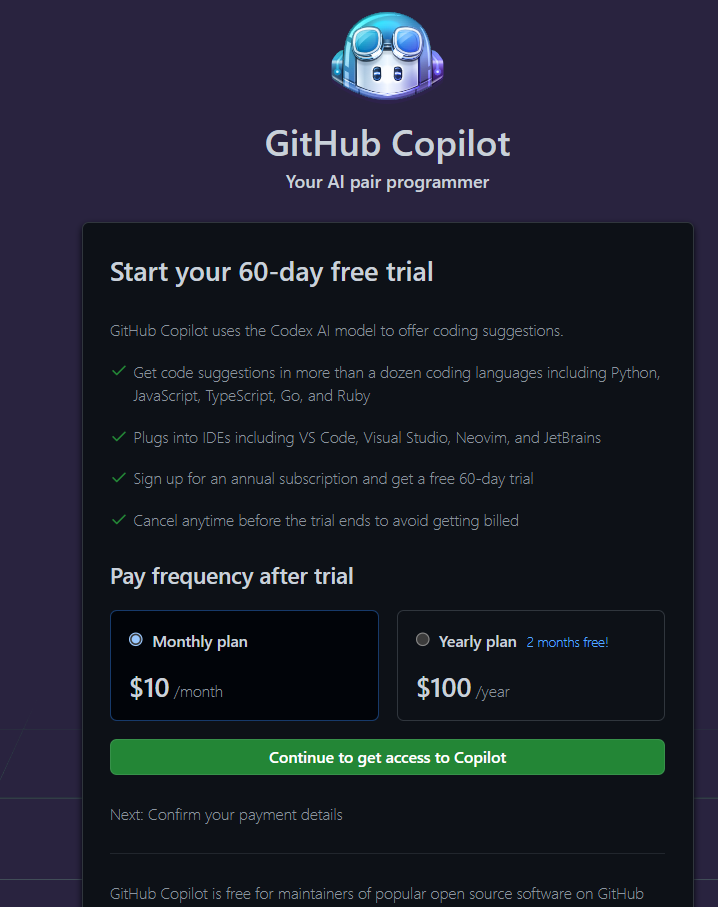 GitHub Copilot
Your AI pair programmer
Start your 60-day free trial
GitHub Copilot uses the Codex AI model to offer coding suggestions.
Get code suggestions in more than a dozen coding languages including Python,
JavaScript, TypeScript, Go, and Ruby
Plugs into IDEs including VS Code, Visual Studio, Neovim, and JetBrains
Sign up for an annual subscription and get a free 60-day trial
Cancel anytime before the trial ends to avoid getting billed
Pay frequency after trial
Monthly plan
$10 /month
Yearly plan 2 months free!
$100 /year
Continue to get access to Copilot
Next: Confirm your payment details
GitHub Copilot is free for maintainers of popular open source software on GitHub